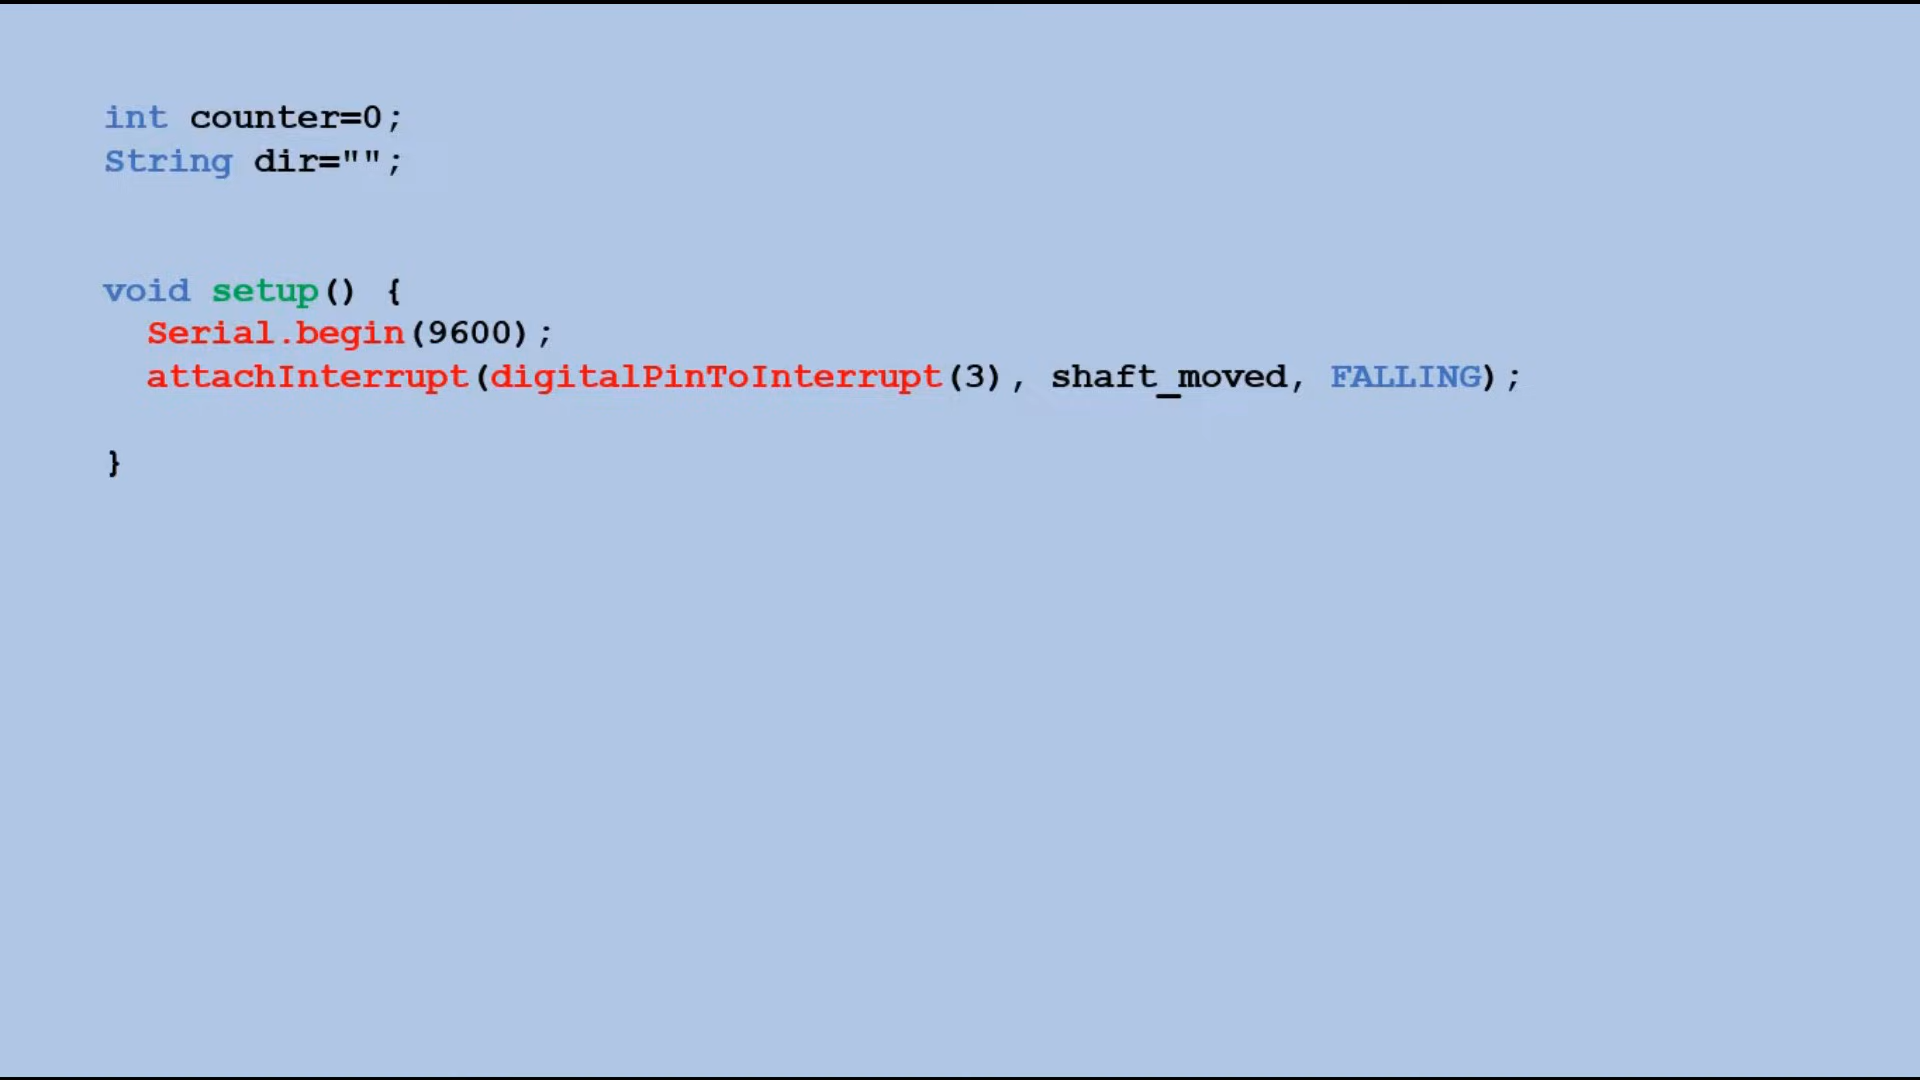 int counter=0;
String dir="";
void setup() {
Serial.begin(9600);
attachInterrupt(digitalPinToInterrupt(3), shaft_moved, FALLING);
}